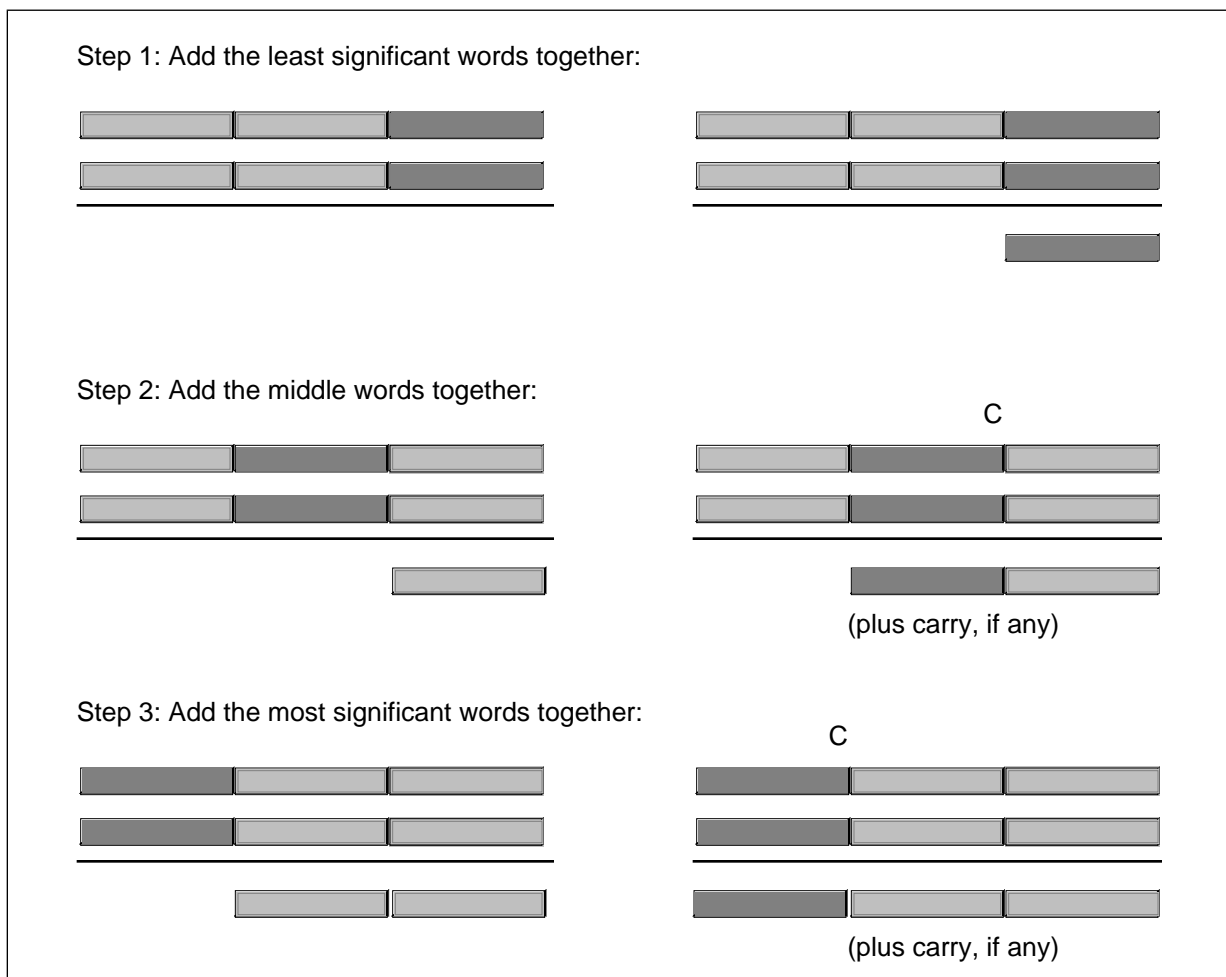 Step 1: Add the least significant words together:
Step 2: Add the middle words together:
C
(plus carry, if any)
Step 3: Add the most significant words together:
C
(plus carry, if any)